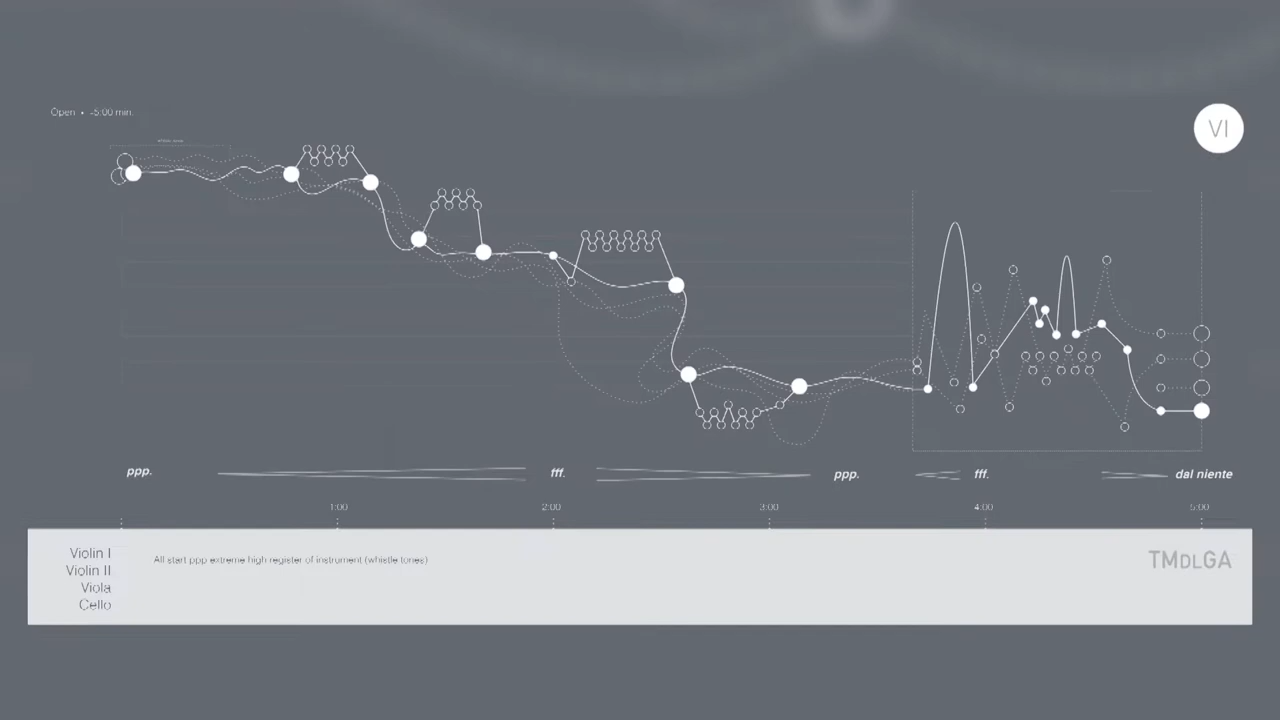 Open • ~5:00 min.
VI
ppp.
fff.
ppp.
fff.
dal niente
1:00
2:00
3:00
4:00
5:00
Violin I
Violin II
Viola
Cello
All start ppp extreme high register of instrument (whistle tones)
TMDLGA